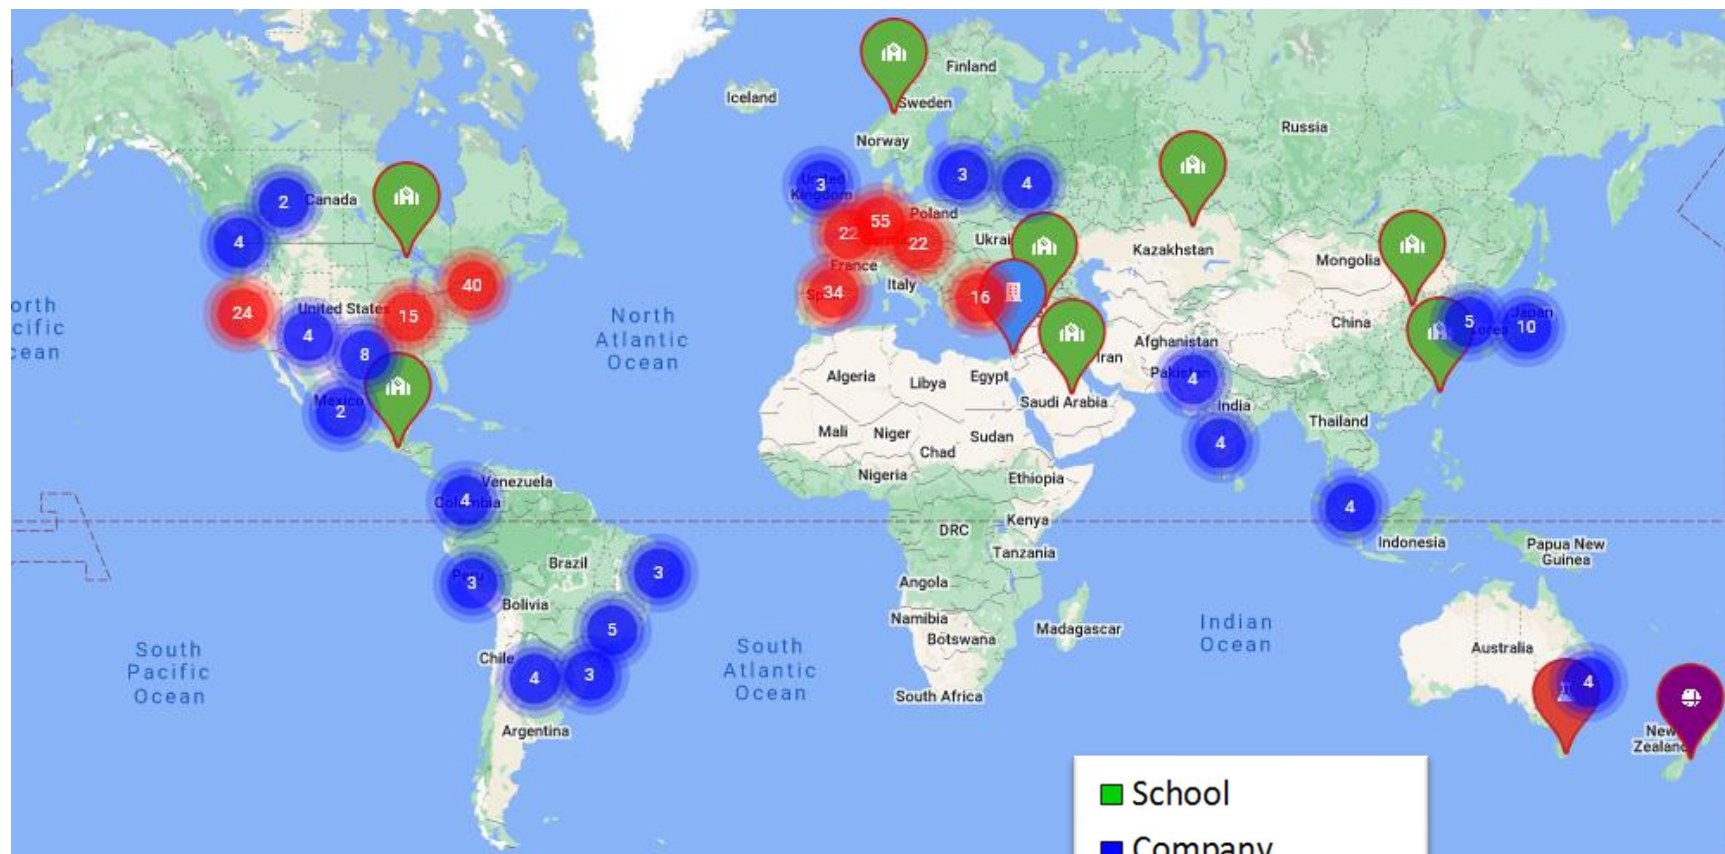 Finland
Iceland
Sweden
Russia
Norway
3
4
3
United
Kingdom
2
Canada
Poland
55
22
22
4
Ukrai
Kazakhstan
Mongolia
France
Italy
40
34
16
24
United States
15
4
North
Atlantic
Ocean
China
5
10
Japan
Afghanistan
Iran
8
Pakistan
4
Algeria
Libya
Egypt
Saudi Arabia
India
Mexico
2
Mali
Niger
Sudan
Chad
4
Thailand
Nigeria
Ethiopia
Venezuela
4
Colombia
4
Kenya
DRC
Indonesia
Papua New
Guinea
Tanzania
Brazil
3
Peru
3
Angola
Bolivia
Namibia
Botswana
Madagascar
Indian
Ocean
5
South
Pacific
Ocean
South
Atlantic
Ocean
Chile
4
3
Australia
4
South Africa
Argentina
New
Zealand
orth
cific
cean
School
Company